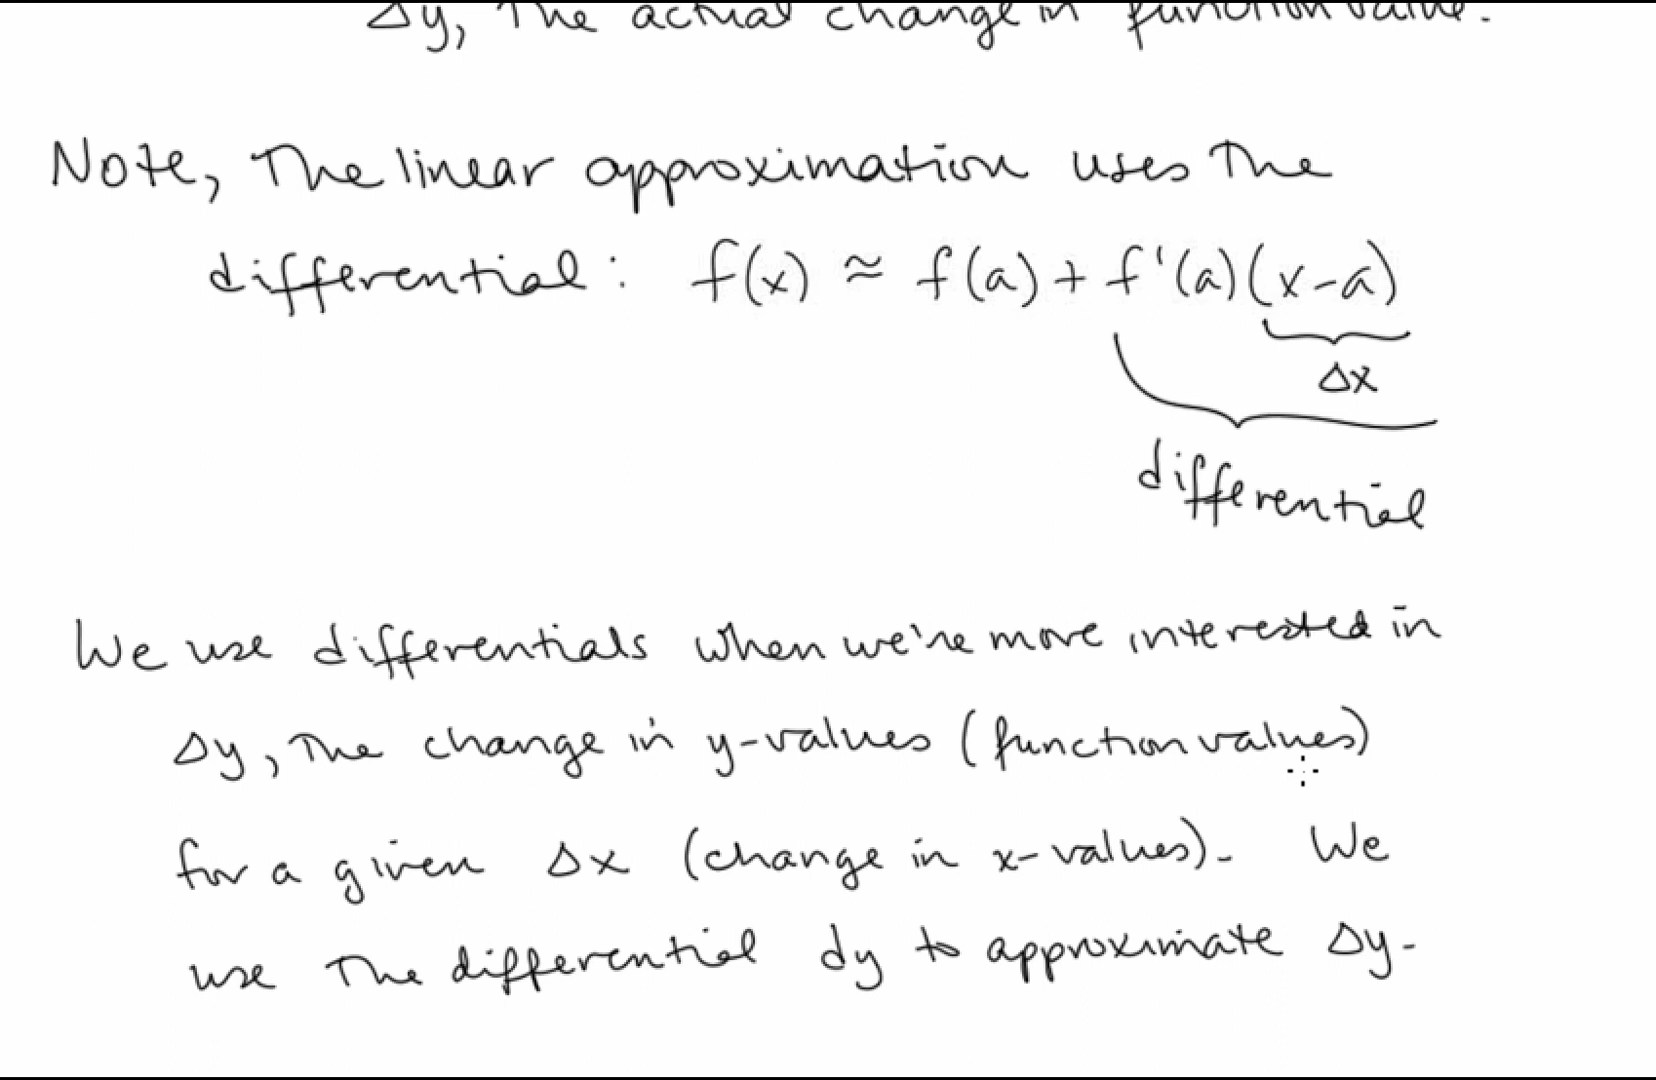 Δy, The actual change in function value.
Note, The linear approximation uses The
differential: f(x) ≈ f(a) + f'(a)(x-a)
Δx
differential
We use differentials when we're more interested in
Δy, The change in y-values (function values)
for a given Δx (change in x-values). We
use The differential dy to approximate Δy.